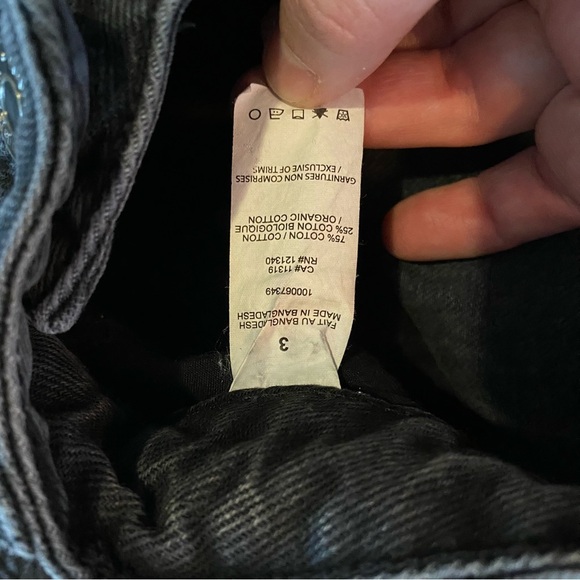 3
MADE IN BANGLADESH
FAIT AU BANGLADESH
100067349
CA# 11319
RN# 121340
75% COTON / COTTON
25% COTON BIOLOGIQUE
/ ORGANIC COTTON
GARNITURES NON COMPRISES
/ EXCLUSIVE OF TRIMS